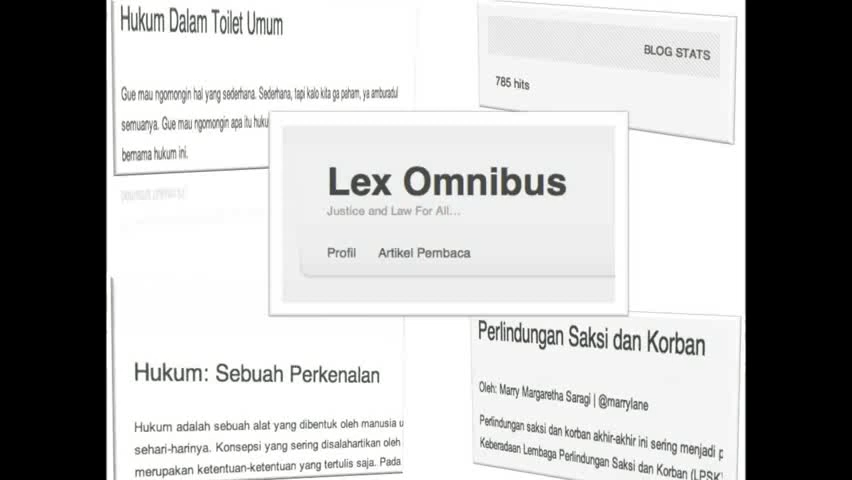 Hukum Dalam Toilet Umum
Gue mau ngomongin hal yang sederhana. Sederhana, tapi kalo kita ga paham, ya amburadul
semuanya. Gue mau ngomongin apa itu huku
bernama hukum ini.
BLOG STATS
785 hits
Lex Omnibus
Justice and Law For All...
Profil Artikel Pembaca
Hukum: Sebuah Perkenalan
Hukum adalah sebuah alat yang dibentuk oleh manusia u
sehari-harinya. Konsepsi yang sering disalahartikan oleh
merupakan ketentuan-ketentuan yang tertulis saja. Pada
Perlindungan Saksi dan Korban
Oleh: Marry Margaretha Saragi | @marrylane
Perlindungan saksi dan korban akhir-akhir ini sering menjadi p
Keberadaan Lembaga Perlindungan Saksi dan Korban (LPSK)